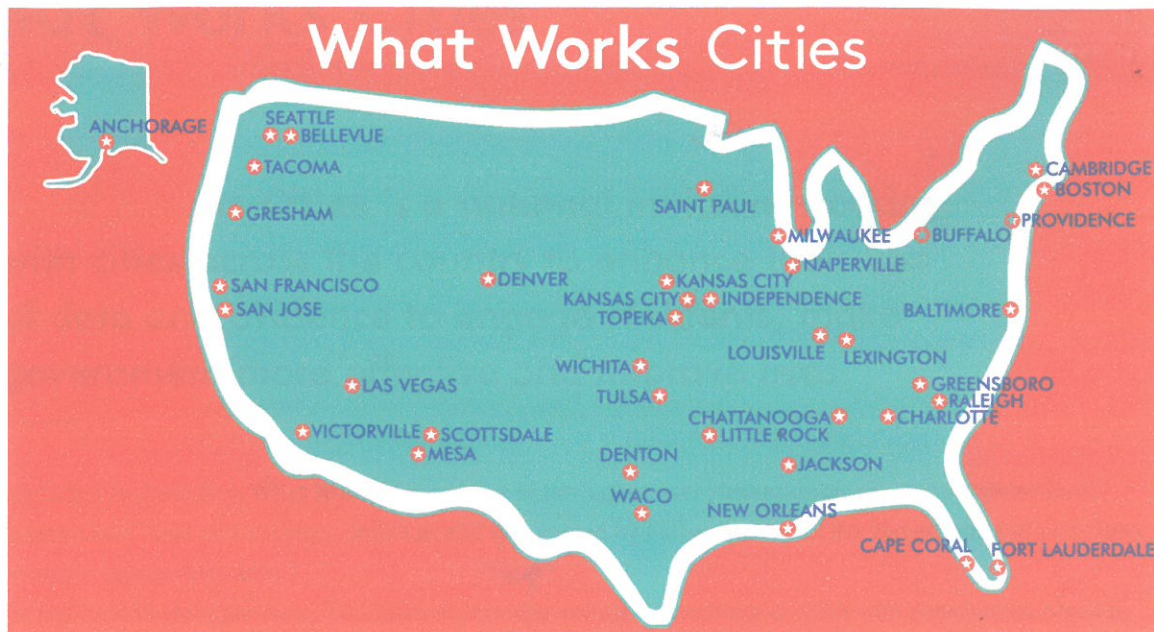 What Works Cities
ANCHORAGE
SEATTLE
BELLEVUE
TACOMA
GRESHAM
SAN FRANCISCO
SAN JOSE
LAS VEGAS
VICTORVILLE
SCOTTSDALE
MESA
DENVER
SAINT PAUL
MILWAUKEE
NAPERVILLE
KANSAS CITY
KANSAS CITY
INDEPENDENCE
TOPEKA
WICHITA
TULSA
LOUISVILLE
LEXINGTON
CHATTANOOGA
LITTLE ROCK
DENTON
WACO
JACKSON
NEW ORLEANS
CAMBRIDGE
BOSTON
PROVIDENCE
BUFFALO
BALTIMORE
GREENSBORO
RALEIGH
CHARLOTTE
CAPE CORAL
FORT LAUDERDALE